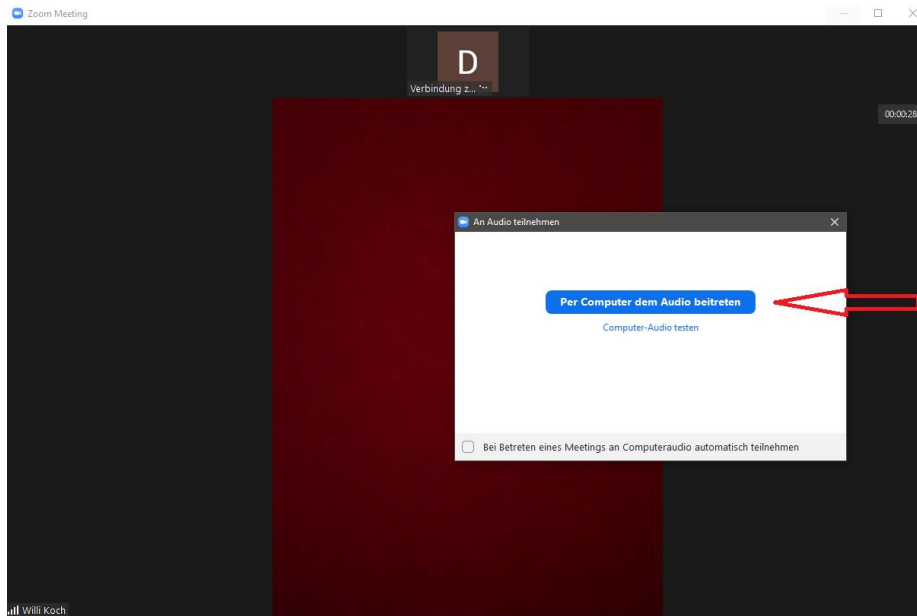 Zoom Meeting
D
Verbindung z... ...
00:00:28
An Audio teilnehmen
Per Computer dem Audio beitreten
Computer-Audio testen
Bei Betreten eines Meetings an Computeraudio automatisch teilnehmen
Willi Koch